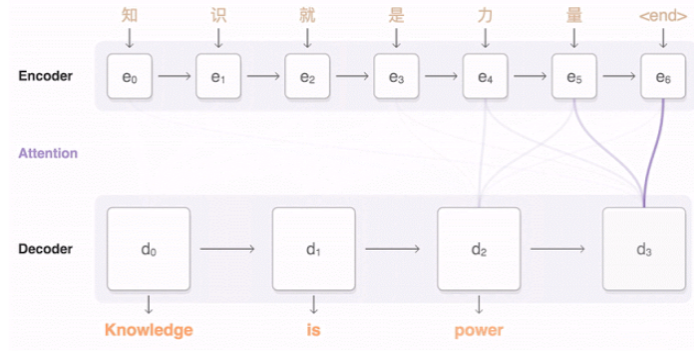 知 识 就 是 力 量 <end>
Encoder e₀ e₁ e₂ e₃ e₄ e₅ e₆
Attention
Decoder d₀ d₁ d₂ d₃
Knowledge is power